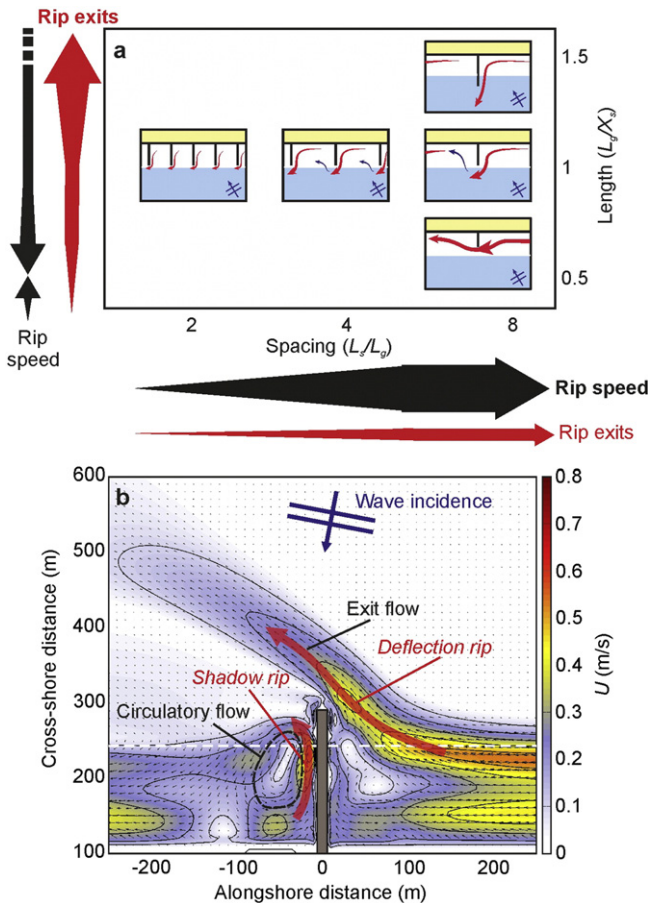 Rip exits
a
1.5
1
0.5
Length (Lg/Xs)
Rip
speed
2
4
8
Spacing (Ls/Lg)
Rip speed
Rip exits
b
600
500
400
300
200
100
Cross-shore distance (m)
Wave incidence
Exit flow
Deflection rip
Shadow rip
Circulatory flow
-200
-100
0
100
200
Alongshore distance (m)
0.8
0.7
0.6
0.5
0.4
0.3
0.2
0.1
0
U (m/s)